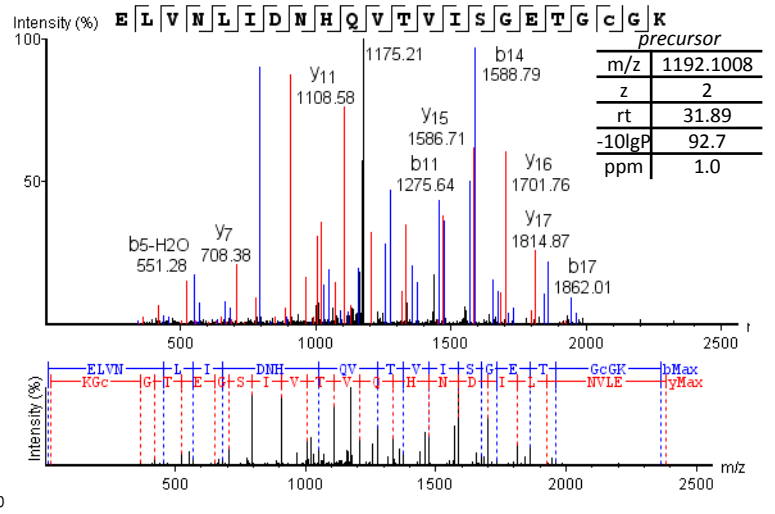 Intensity (%) E L V N L I D N H Q V T V I S G E T G c G K
precursor
m/z 1192.1008
z 2
rt 31.89
-10lgP 92.7
ppm 1.0
100
50
1175.21
b14
1588.79
y11
1108.58
y15
1586.71
b11
1275.64
y16
1701.76
y17
1814.87
b17
1862.01
b5-H2O
551.28
y7
708.38
500 1000 1500 2000 2500
Intensity (%)
ELVN L I DNH QV T V I S G E T GcGK bMax
KGc G T E G S I V T V Q H N D I L NVLE yMax
500 1000 1500 2000 2500 m/z
0